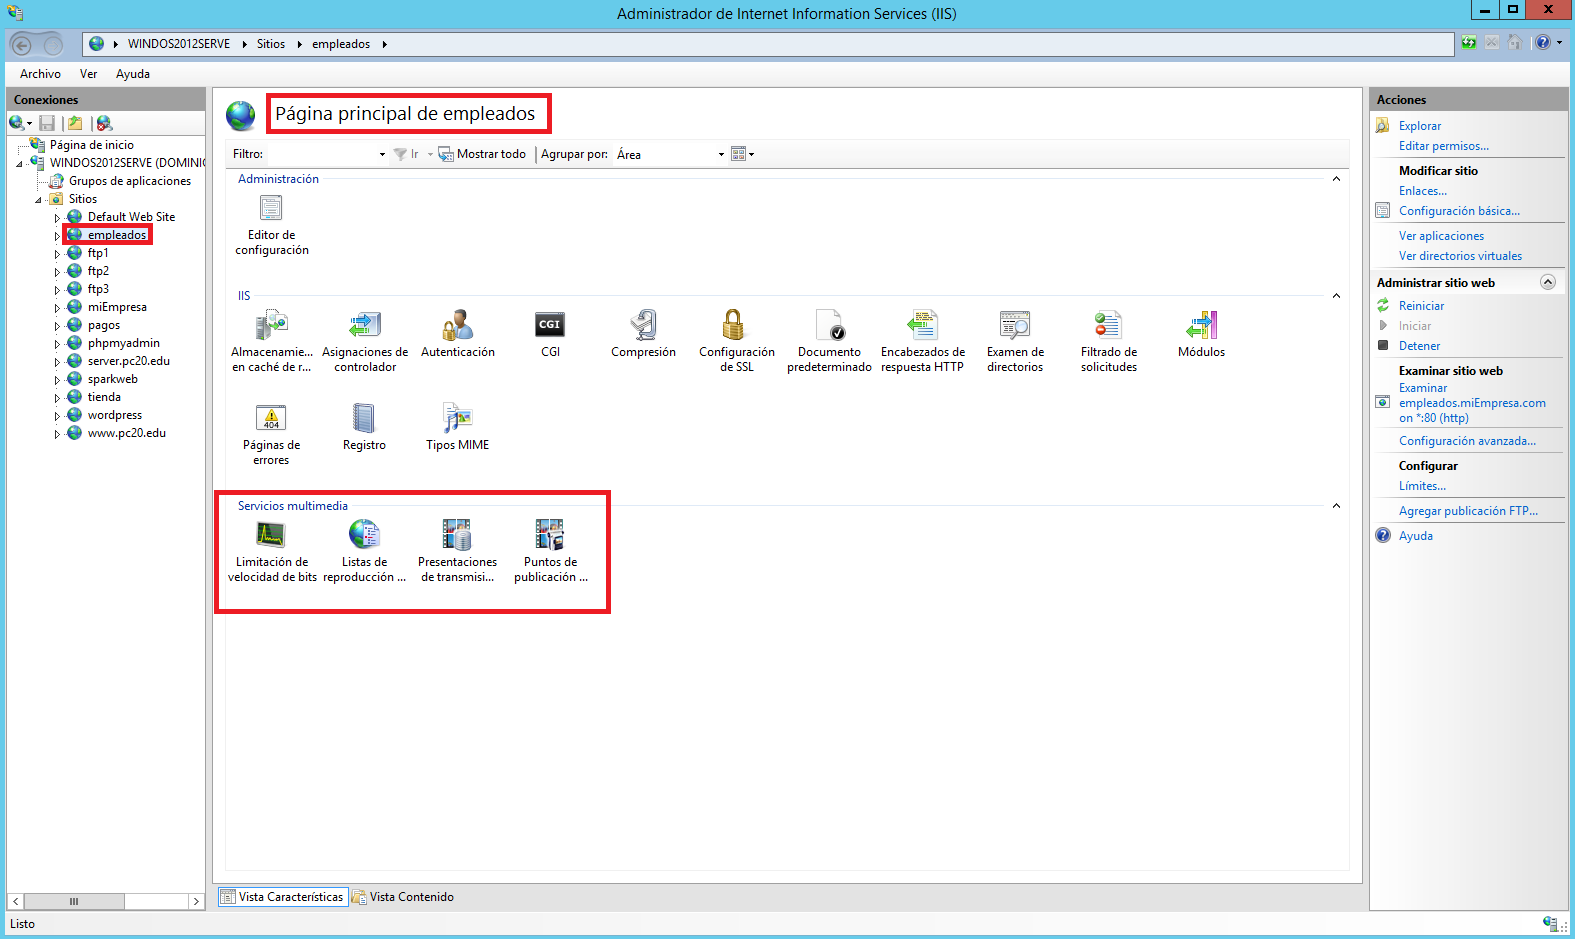 Administrador de Internet Information Services (IIS)
WINDOS2012SERVE Sitios empleados
Archivo Ver Ayuda
Conexiones
Página de inicio
WINDOS2012SERVE (DOMINIC
Grupos de aplicaciones
Sitios
Default Web Site
empleados
ftp1
ftp2
ftp3
miEmpresa
pagos
phpmyadmin
server.pc20.edu
sparkweb
tienda
wordpress
www.pc20.edu
Página principal de empleados
Filtro: Ir Mostrar todo Agrupar por: Área
Administración
Editor de
configuración
IIS
Almacenamie...
en caché de r...
Asignaciones de
controlador
Autenticación
CGI
CGI
Compresión
Configuración
de SSL
Documento
predeterminado
Encabezados de
respuesta HTTP
Examen de
directorios
Filtrado de
solicitudes
Módulos
404
Páginas de
errores
Registro
Tipos MIME
Servicios multimedia
Limitación de
velocidad de bits
Listas de
reproducción ...
Presentaciones
de transmisi...
Puntos de
publicación ...
Vista Características Vista Contenido
Acciones
Explorar
Editar permisos...
Modificar sitio
Enlaces...
Configuración básica...
Ver aplicaciones
Ver directorios virtuales
Administrar sitio web
Reiniciar
Iniciar
Detener
Examinar sitio web
Examinar
empleados.miEmpresa.com
on *:80 (http)
Configuración avanzada...
Configurar
Límites...
Agregar publicación FTP...
Ayuda
Listo